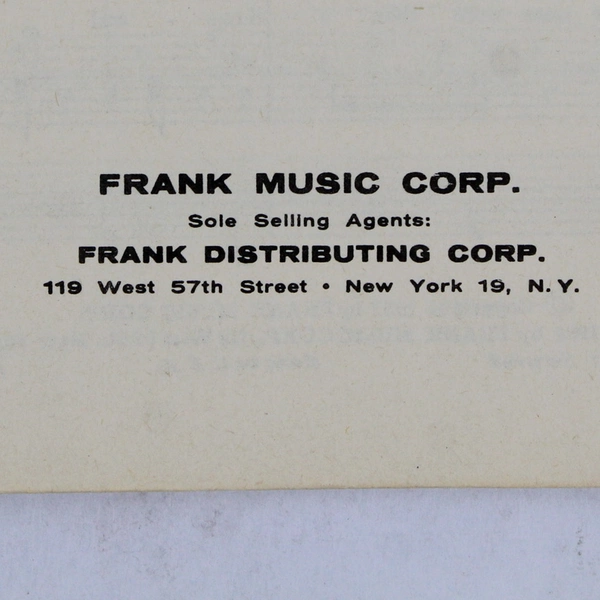 FRANK MUSIC CORP.
Sole Selling Agents:
FRANK DISTRIBUTING CORP.
119 West 57th Street • New York 19, N.Y.